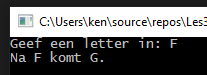 C:\Users\ken\source\repos\Les3
Geef een letter in: F
Na F komt G.